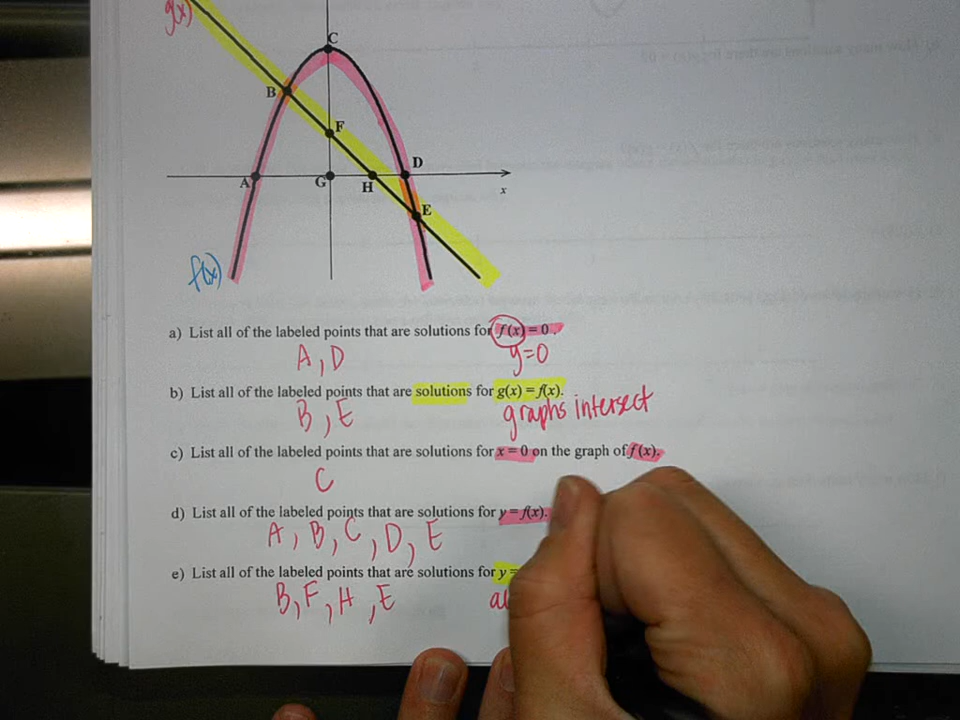 g(x)
C
B
F
D
A
G
H
x
E
f(x)
a) List all of the labeled points that are solutions for f(x) = 0.
A, D y=0
b) List all of the labeled points that are solutions for g(x) = f(x).
B, E graphs intersect
c) List all of the labeled points that are solutions for x = 0 on the graph of f(x).
C
d) List all of the labeled points that are solutions for y = f(x).
A, B, C, D, E
e) List all of the labeled points that are solutions for y =
B, F, H, E